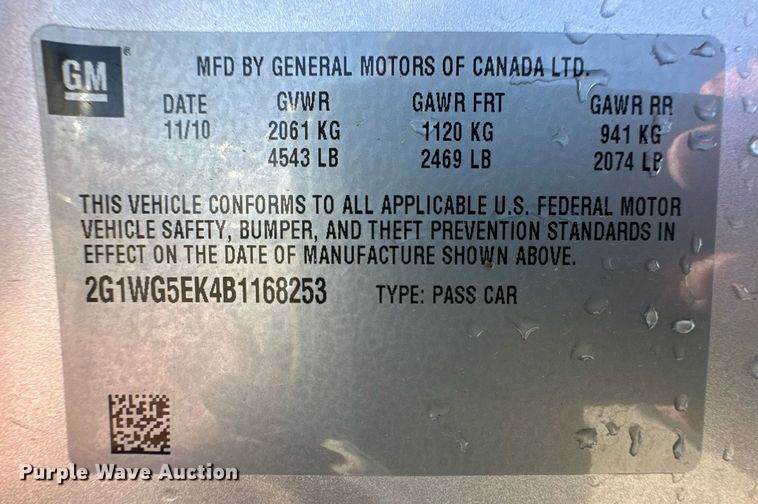 GM ®
MFD BY GENERAL MOTORS OF CANADA LTD.
DATE GVWR GAWR FRT GAWR RR
11/10 2061 KG 1120 KG 941 KG
4543 LB 2469 LB 2074 LB
THIS VEHICLE CONFORMS TO ALL APPLICABLE U.S. FEDERAL MOTOR
VEHICLE SAFETY, BUMPER, AND THEFT PREVENTION STANDARDS IN
EFFECT ON THE DATE OF MANUFACTURE SHOWN ABOVE.
2G1WG5EK4B1168253 TYPE: PASS CAR
Purple Wave Auction